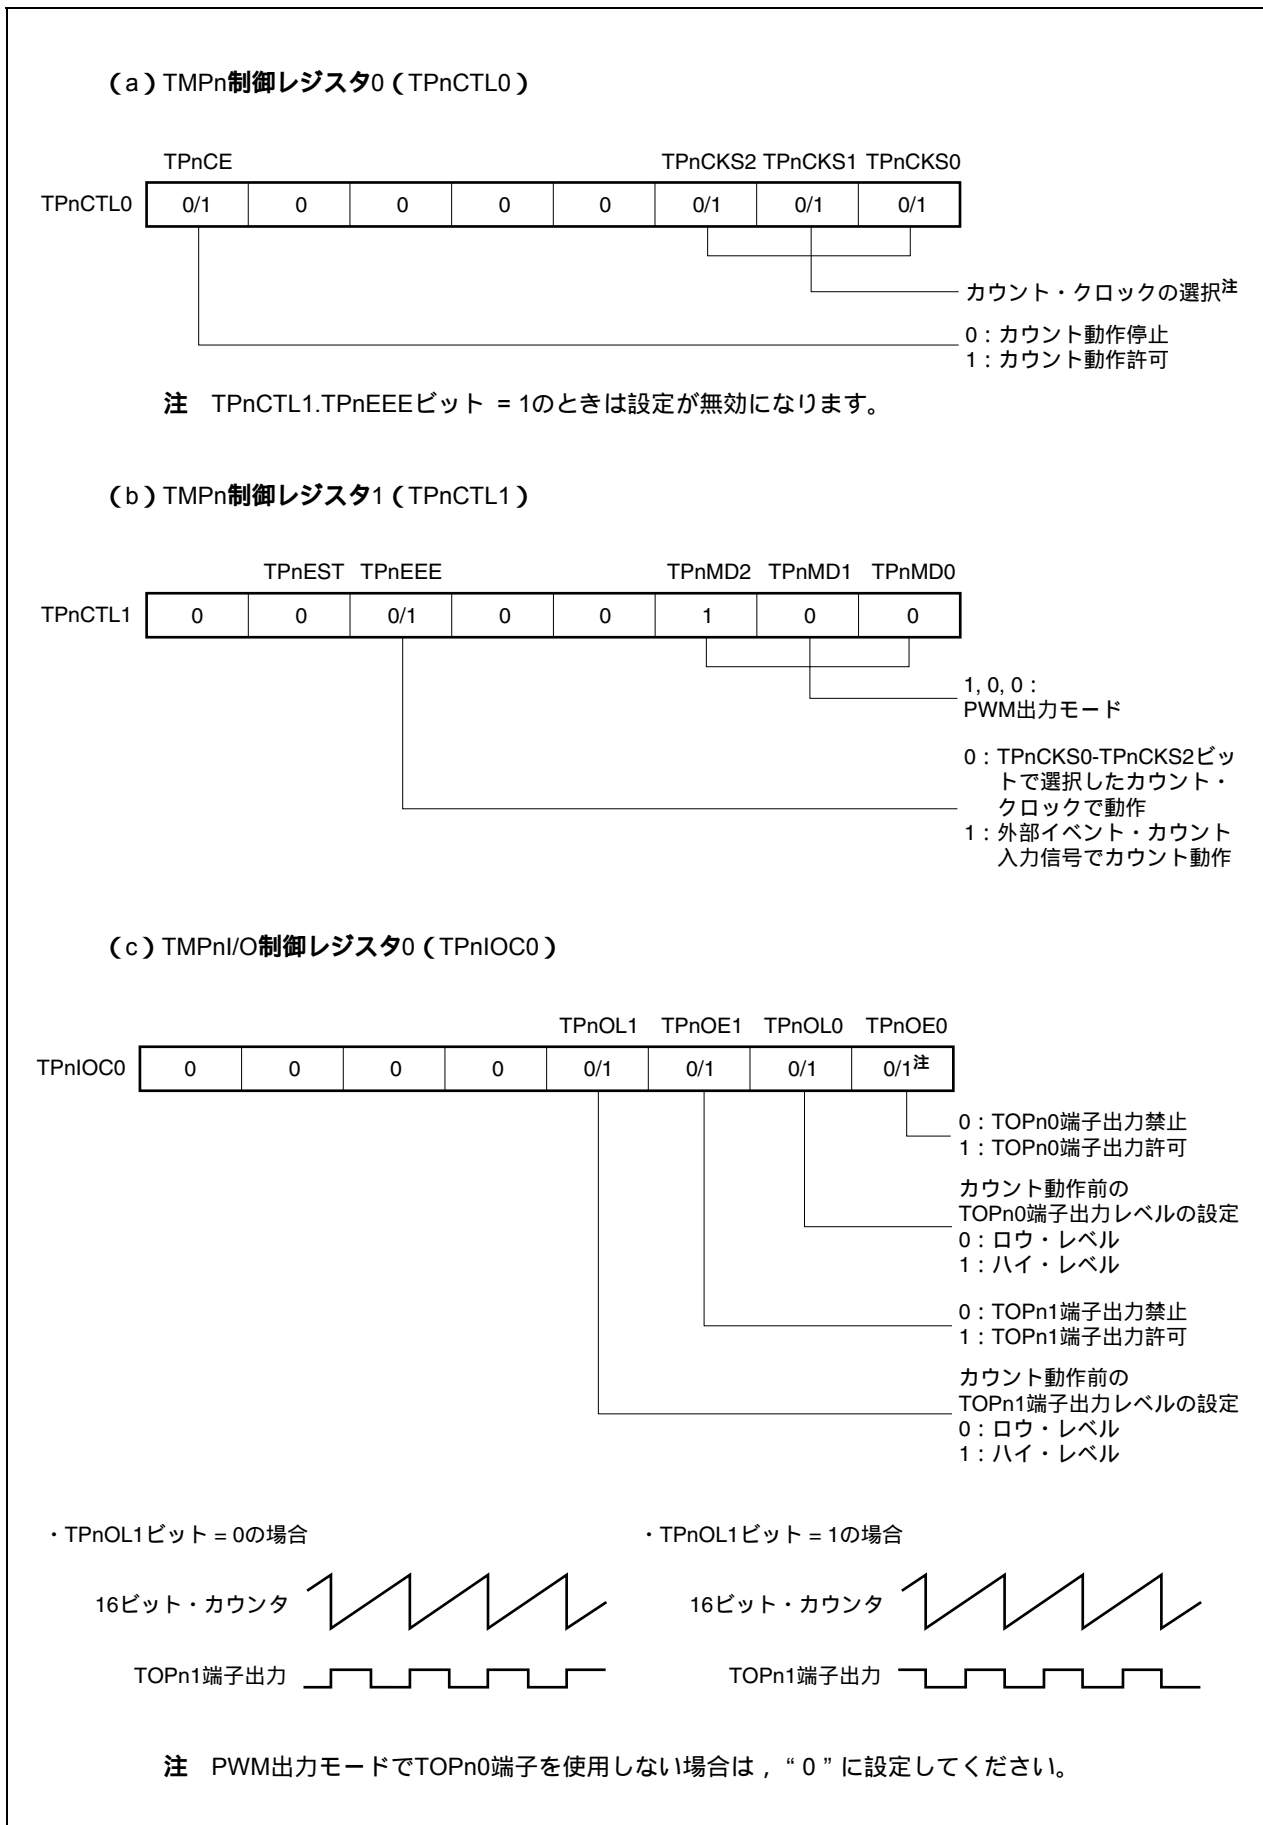 （a）TMPn制御レジスタ0（TPnCTL0）
TPnCE TPnCKS2 TPnCKS1 TPnCKS0
TPnCTL0 0/1 0 0 0 0 0/1 0/1 0/1
カウント・クロックの選択注
0：カウント動作停止
1：カウント動作許可
注 TPnCTL1.TPnEEEビット = 1のときは設定が無効になります。
（b）TMPn制御レジスタ1（TPnCTL1）
TPnEST TPnEEE TPnMD2 TPnMD1 TPnMD0
TPnCTL1 0 0 0/1 0 0 1 0 0
1, 0, 0：
PWM出力モード
0：TPnCKS0-TPnCKS2ビッ
トで選択したカウント・
クロックで動作
1：外部イベント・カウント
入力信号でカウント動作
（c）TMPnI/O制御レジスタ0（TPnIOC0）
TPnOL1 TPnOE1 TPnOL0 TPnOE0
TPnIOC0 0 0 0 0 0/1 0/1 0/1 0/1注
0：TOPn0端子出力禁止
1：TOPn0端子出力許可
カウント動作前の
TOPn0端子出力レベルの設定
0：ロウ・レベル
1：ハイ・レベル
0：TOPn1端子出力禁止
1：TOPn1端子出力許可
カウント動作前の
TOPn1端子出力レベルの設定
0：ロウ・レベル
1：ハイ・レベル
・TPnOL1ビット = 0の場合
16ビット・カウンタ
TOPn1端子出力
・TPnOL1ビット = 1の場合
16ビット・カウンタ
TOPn1端子出力
注 PWM出力モードでTOPn0端子を使用しない場合は，“0”に設定してください。